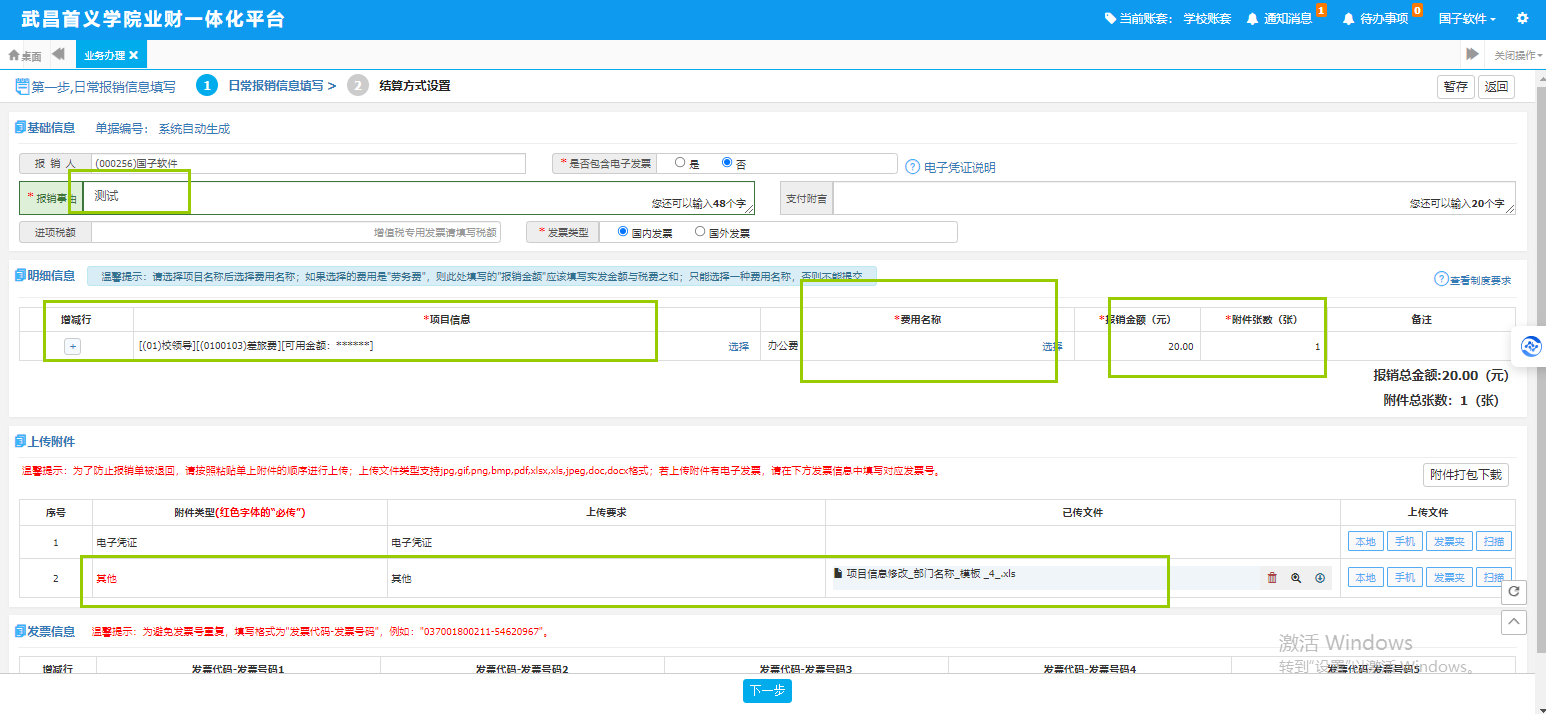 武昌首义学院业财一体化平台
当前账套： 学校账套 通知消息 1 待办事项 0 国子软件
桌面 业务办理 关闭操作
第一步,日常报销信息填写 1 日常报销信息填写 > 2 结算方式设置 暂存 返回
基础信息 单据编号： 系统自动生成
报 销 人 (000256)国子软件 * 是否包含电子发票 是 否 电子凭证说明
* 报销事由 测试 您还可以输入48个字 支付附言 您还可以输入20个字
进项税额 增值税专用发票请填写税额 * 发票类型 国内发票 国外发票
明细信息 温馨提示：请选择项目名称后选择费用名称；如果选择的费用是"劳务费"，则此处填写的"报销金额"应该填写实发金额与税费之和；只能选择一种费用名称，否则不能提交 查看制度要求
增减行 *项目信息 *费用名称 *报销金额（元） *附件张数（张） 备注
+ [(01)校领导][(0100103)差旅费][可用金额：******] 选择 办公费 选择 20.00 1
报销总金额:20.00（元）
附件总张数：1（张）
上传附件
温馨提示：为了防止报销单被退回，请按照粘贴单上附件的顺序进行上传；上传文件类型支持jpg,gif,png,bmp,pdf,xlsx,xls,jpeg,doc,docx格式；若上传附件有电子发票，请在下方发票信息中填写对应发票号。
附件打包下载
序号 附件类型(红色字体的"必传") 上传要求 已传文件 上传文件
1 电子凭证 电子凭证 本地 手机 发票夹 扫描
2 其他 其他 项目信息修改_部门名称_模板 _4_.xls 本地 手机 发票夹 扫描
发票信息 温馨提示：为避免发票号重复，填写格式为"发票代码-发票号码"，例如："037001800211-54620967"。
增减行 发票代码-发票号码1 发票代码-发票号码2 发票代码-发票号码3 发票代码-发票号码4 发票代码-发票号码5
激活 Windows
转到"设置"以激活 Windows。
下一步